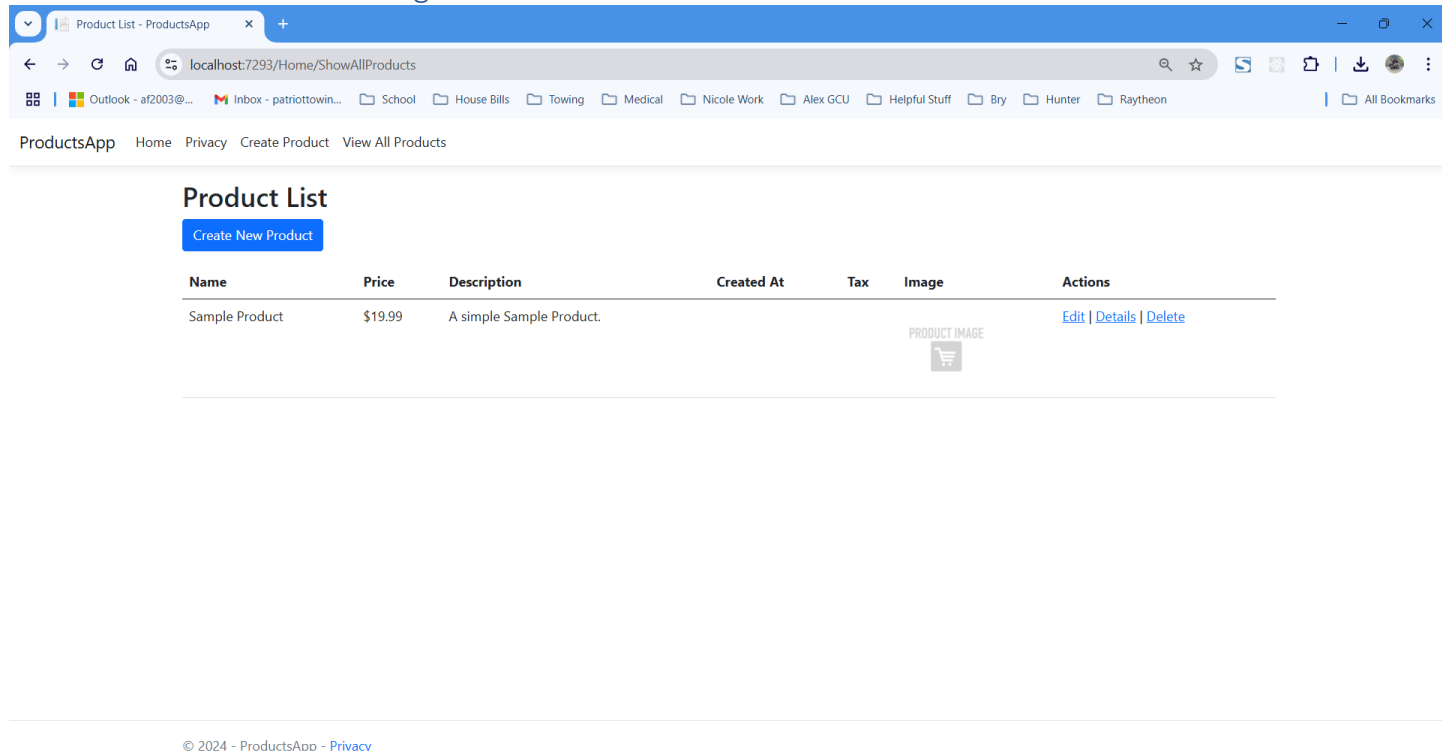 Product List - ProductsApp
localhost:7293/Home/ShowAllProducts
Outlook - af2003@... Inbox - patriottowin... School House Bills Towing Medical Nicole Work Alex GCU Helpful Stuff Bry Hunter Raytheon All Bookmarks
ProductsApp Home Privacy Create Product View All Products
Product List
Create New Product
Name Price Description Created At Tax Image Actions
Sample Product $19.99 A simple Sample Product. Edit | Details | Delete
PRODUCT IMAGE
© 2024 - ProductsApp - Privacy